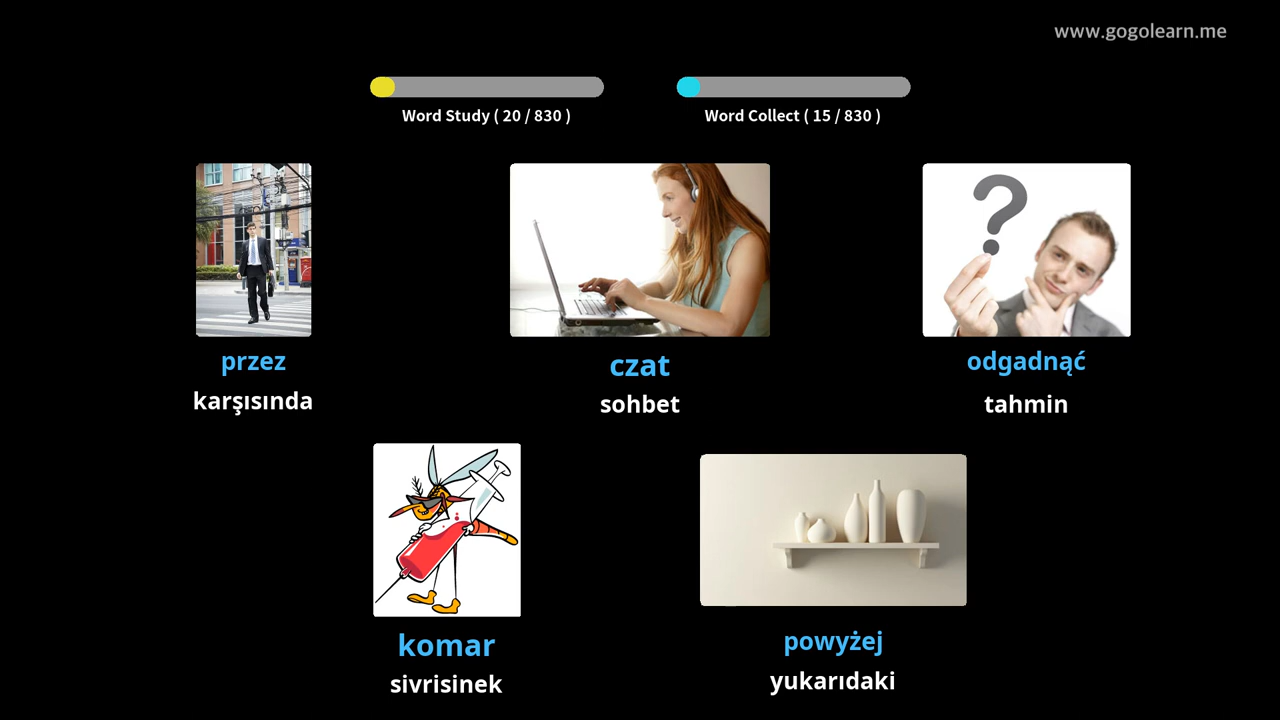 www.gogolearn.me
Word Study ( 20 / 830 )
Word Collect ( 15 / 830 )
przez
karşısında
czat
sohbet
odgadnąć
tahmin
komar
sivrisinek
powyżej
yukarıdaki